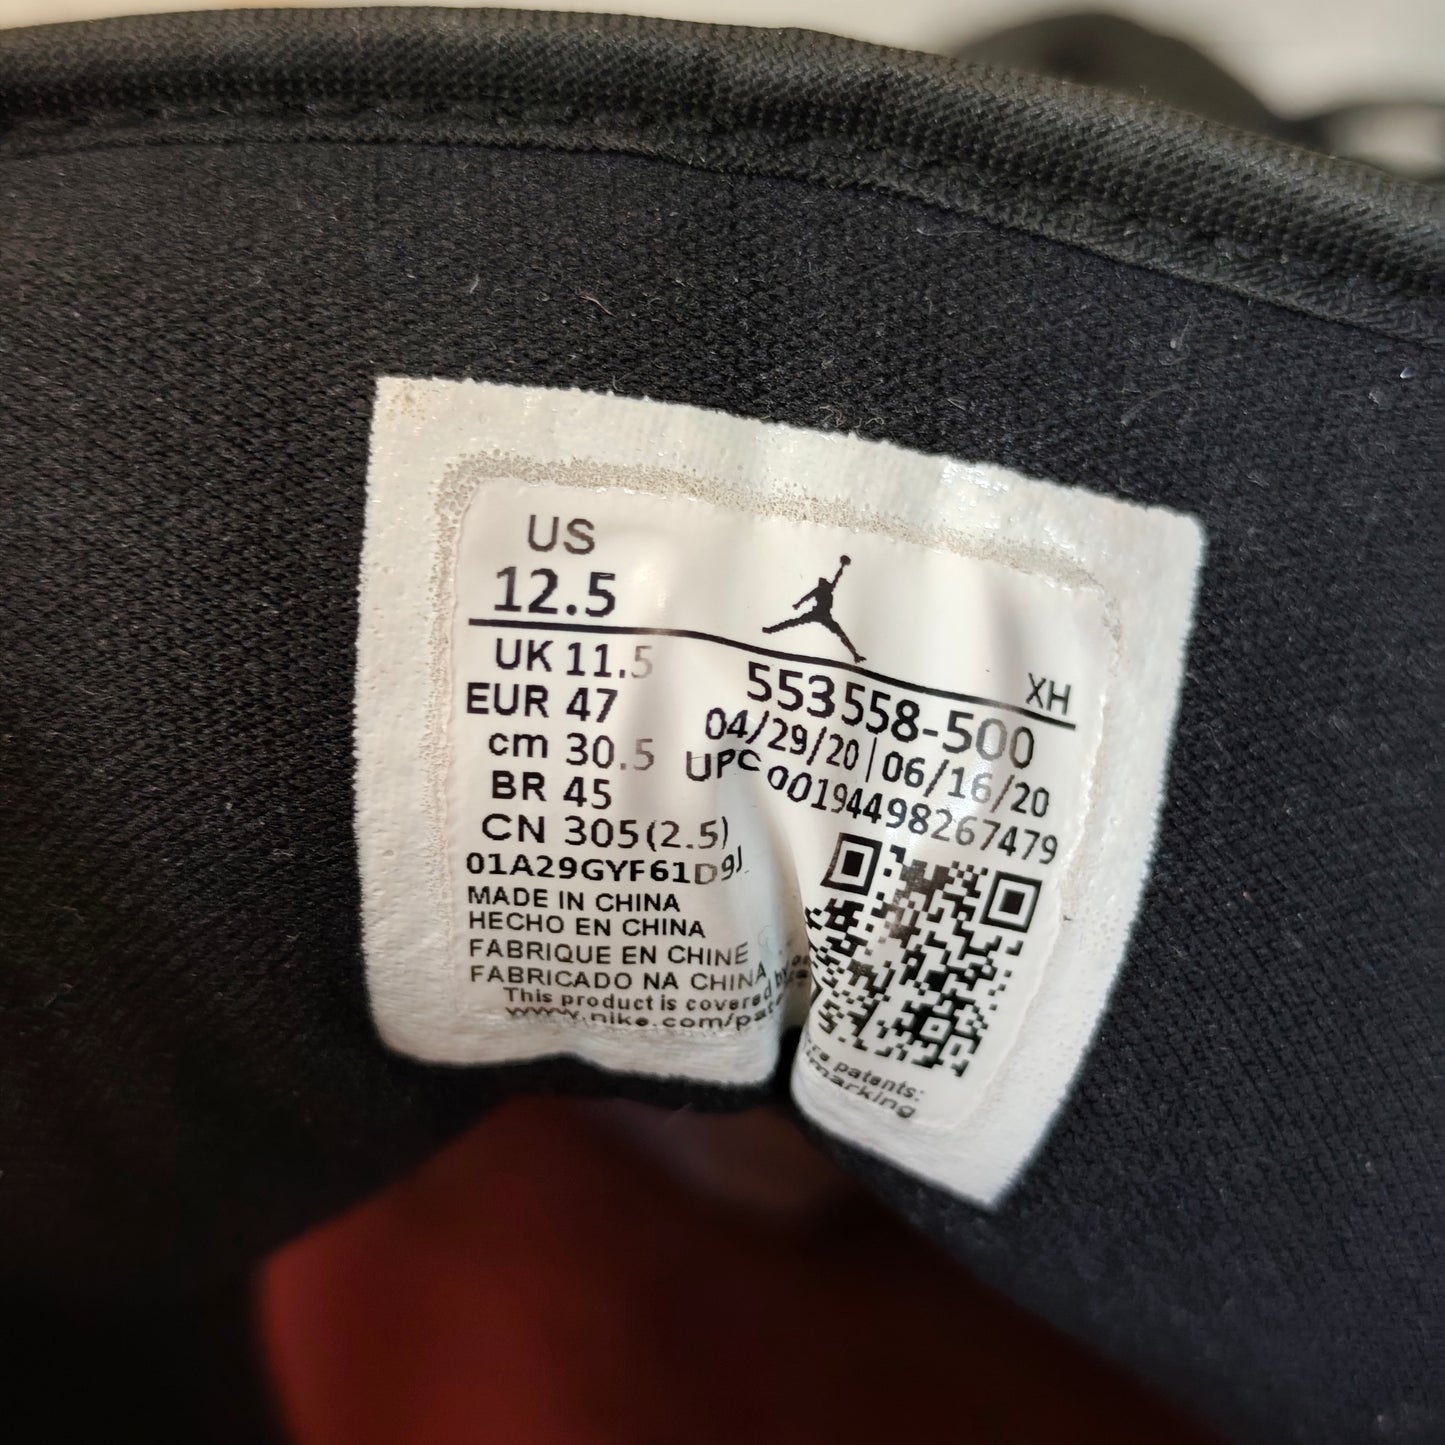 US
12.5
XH
UK 11.5
EUR 47
cm 30.5
BR 45
CN 305(2.5)
553558-500
04/29/20|06/16/20
UPC 00194498267479
01A29GYF61D9J
MADE IN CHINA
HECHO EN CHINA
FABRIQUE EN CHINE
FABRICADO NA CHINA
This product is covered by
patents:
www.nike.com/
marking